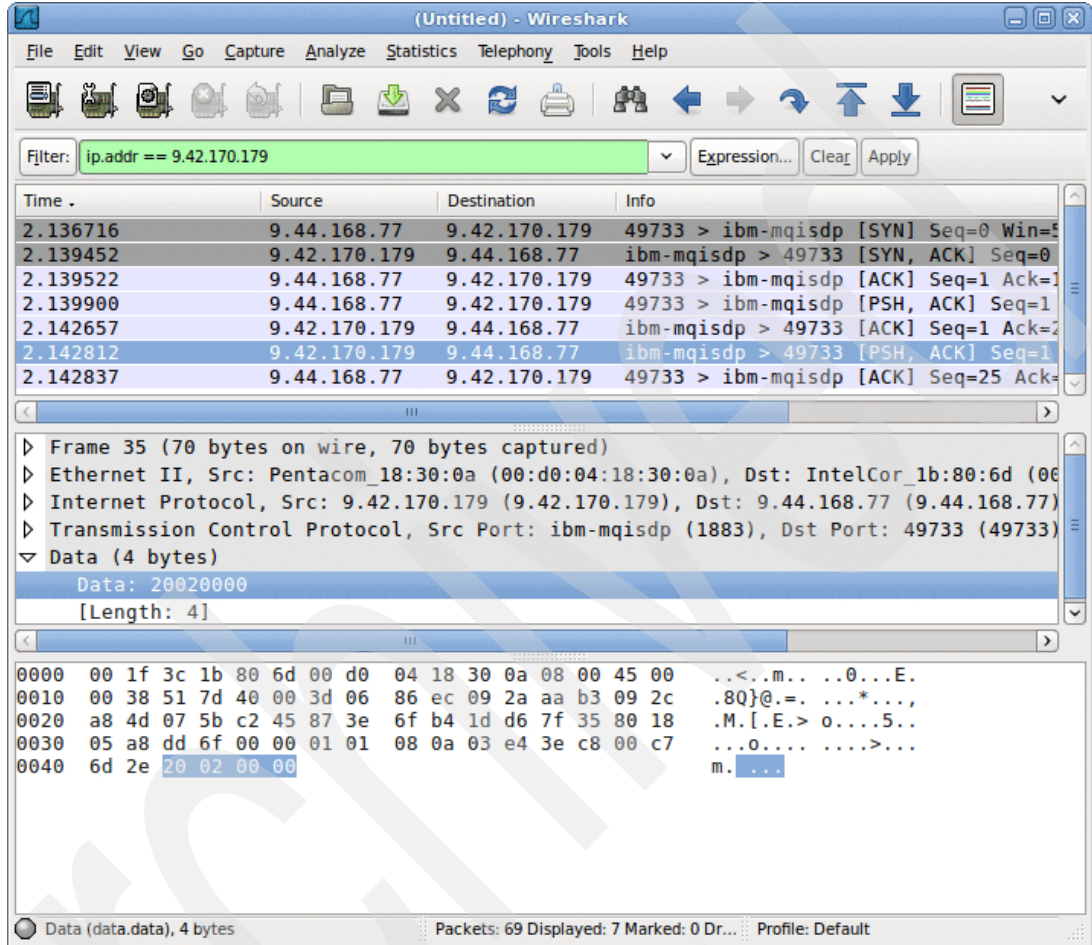 (Untitled) - Wireshark
File Edit View Go Capture Analyze Statistics Telephony Tools Help
Filter: ip.addr == 9.42.170.179 Expression... Clear Apply
Time Source Destination Info
2.136716 9.44.168.77 9.42.170.179 49733 > ibm-mqisdp [SYN] Seq=0 Win=5
2.139452 9.42.170.179 9.44.168.77 ibm-mqisdp > 49733 [SYN, ACK] Seq=0
2.139522 9.44.168.77 9.42.170.179 49733 > ibm-mqisdp [ACK] Seq=1 Ack=1
2.139900 9.44.168.77 9.42.170.179 49733 > ibm-mqisdp [PSH, ACK] Seq=1
2.142657 9.42.170.179 9.44.168.77 ibm-mqisdp > 49733 [ACK] Seq=1 Ack=2
2.142812 9.42.170.179 9.44.168.77 ibm-mqisdp > 49733 [PSH, ACK] Seq=1
2.142837 9.44.168.77 9.42.170.179 49733 > ibm-mqisdp [ACK] Seq=25 Ack=
Frame 35 (70 bytes on wire, 70 bytes captured)
Ethernet II, Src: Pentacom_18:30:0a (00:d0:04:18:30:0a), Dst: IntelCor_1b:80:6d (00
Internet Protocol, Src: 9.42.170.179 (9.42.170.179), Dst: 9.44.168.77 (9.44.168.77)
Transmission Control Protocol, Src Port: ibm-mqisdp (1883), Dst Port: 49733 (49733)
Data (4 bytes)
Data: 20020000
[Length: 4]
0000 00 1f 3c 1b 80 6d 00 d0 04 18 30 0a 08 00 45 00 ..<..m.. ..0...E.
0010 00 38 51 7d 40 00 3d 06 86 ec 09 2a aa b3 09 2c .8Q}@.=. ...*...,
0020 a8 4d 07 5b c2 45 87 3e 6f b4 1d d6 7f 35 80 18 .M.[.E.> o....5..
0030 05 a8 dd 6f 00 00 01 01 08 0a 03 e4 3e c8 00 c7 ...o.... ....>...
0040 6d 2e 20 02 00 00 m. ...
Data (data.data), 4 bytes Packets: 69 Displayed: 7 Marked: 0 Dr... Profile: Default